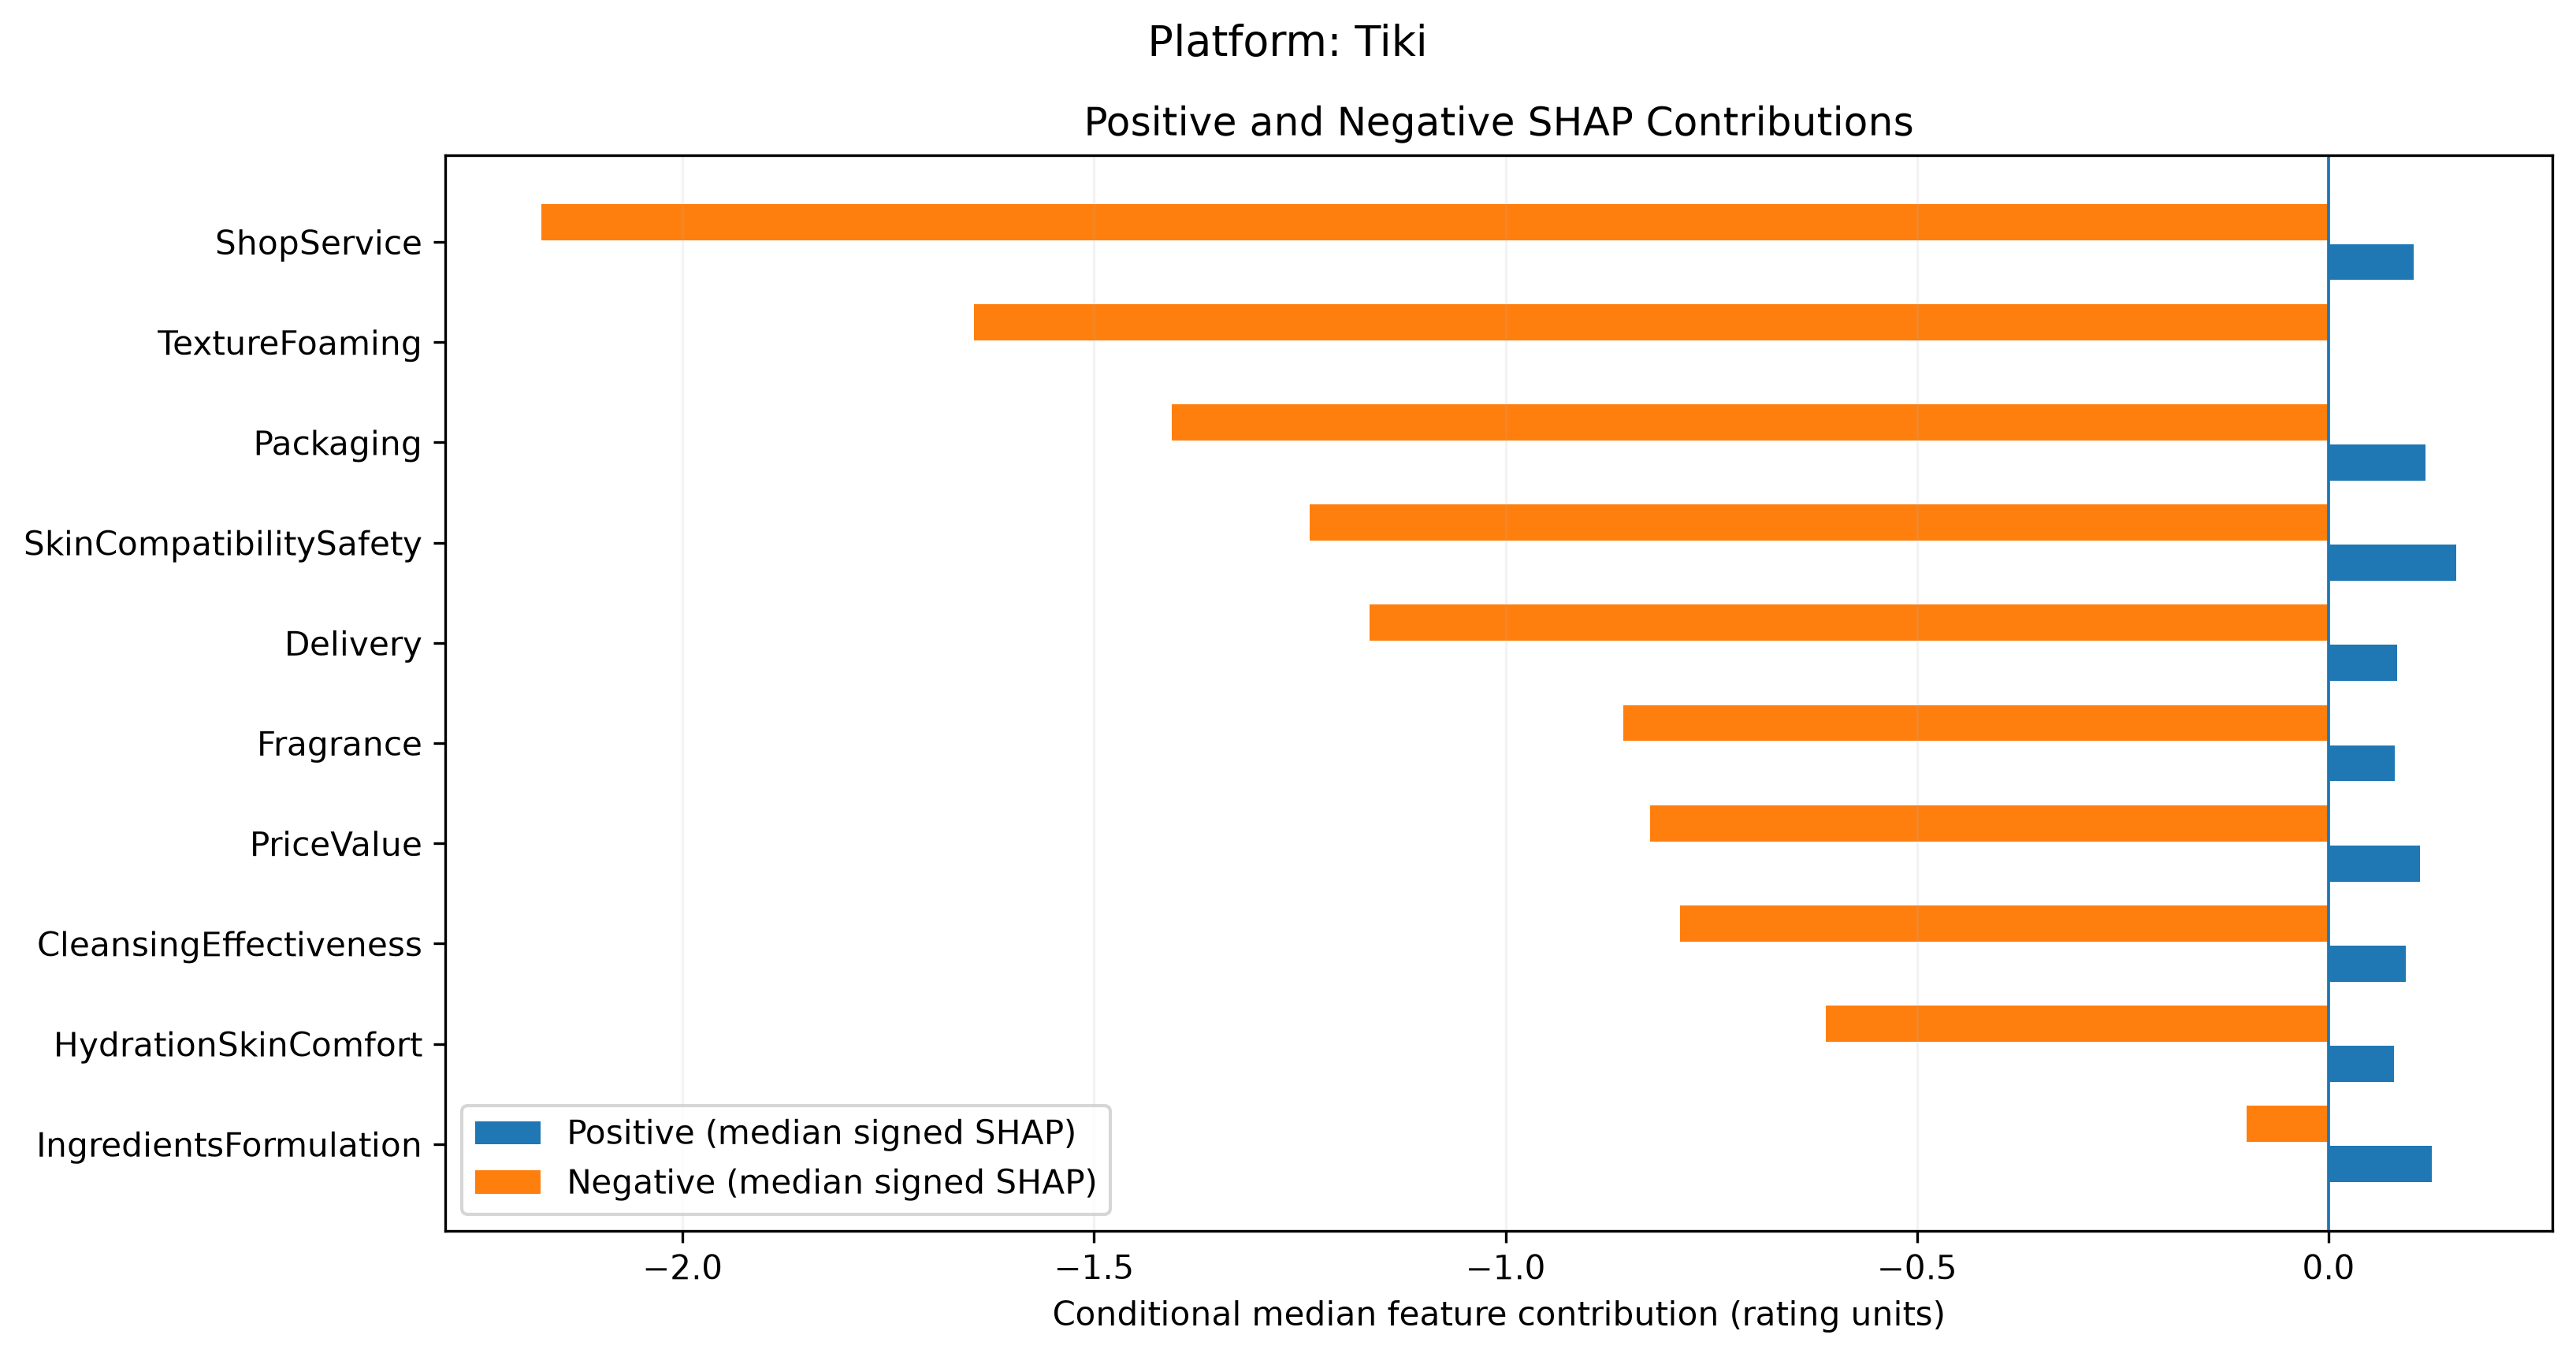 Platform: Tiki
Positive and Negative SHAP Contributions
ShopService
TextureFoaming
Packaging
SkinCompatibilitySafety
Delivery
Fragrance
PriceValue
CleansingEffectiveness
HydrationSkinComfort
IngredientsFormulation
Positive (median signed SHAP)
Negative (median signed SHAP)
−2.0 −1.5 −1.0 −0.5 0.0
Conditional median feature contribution (rating units)